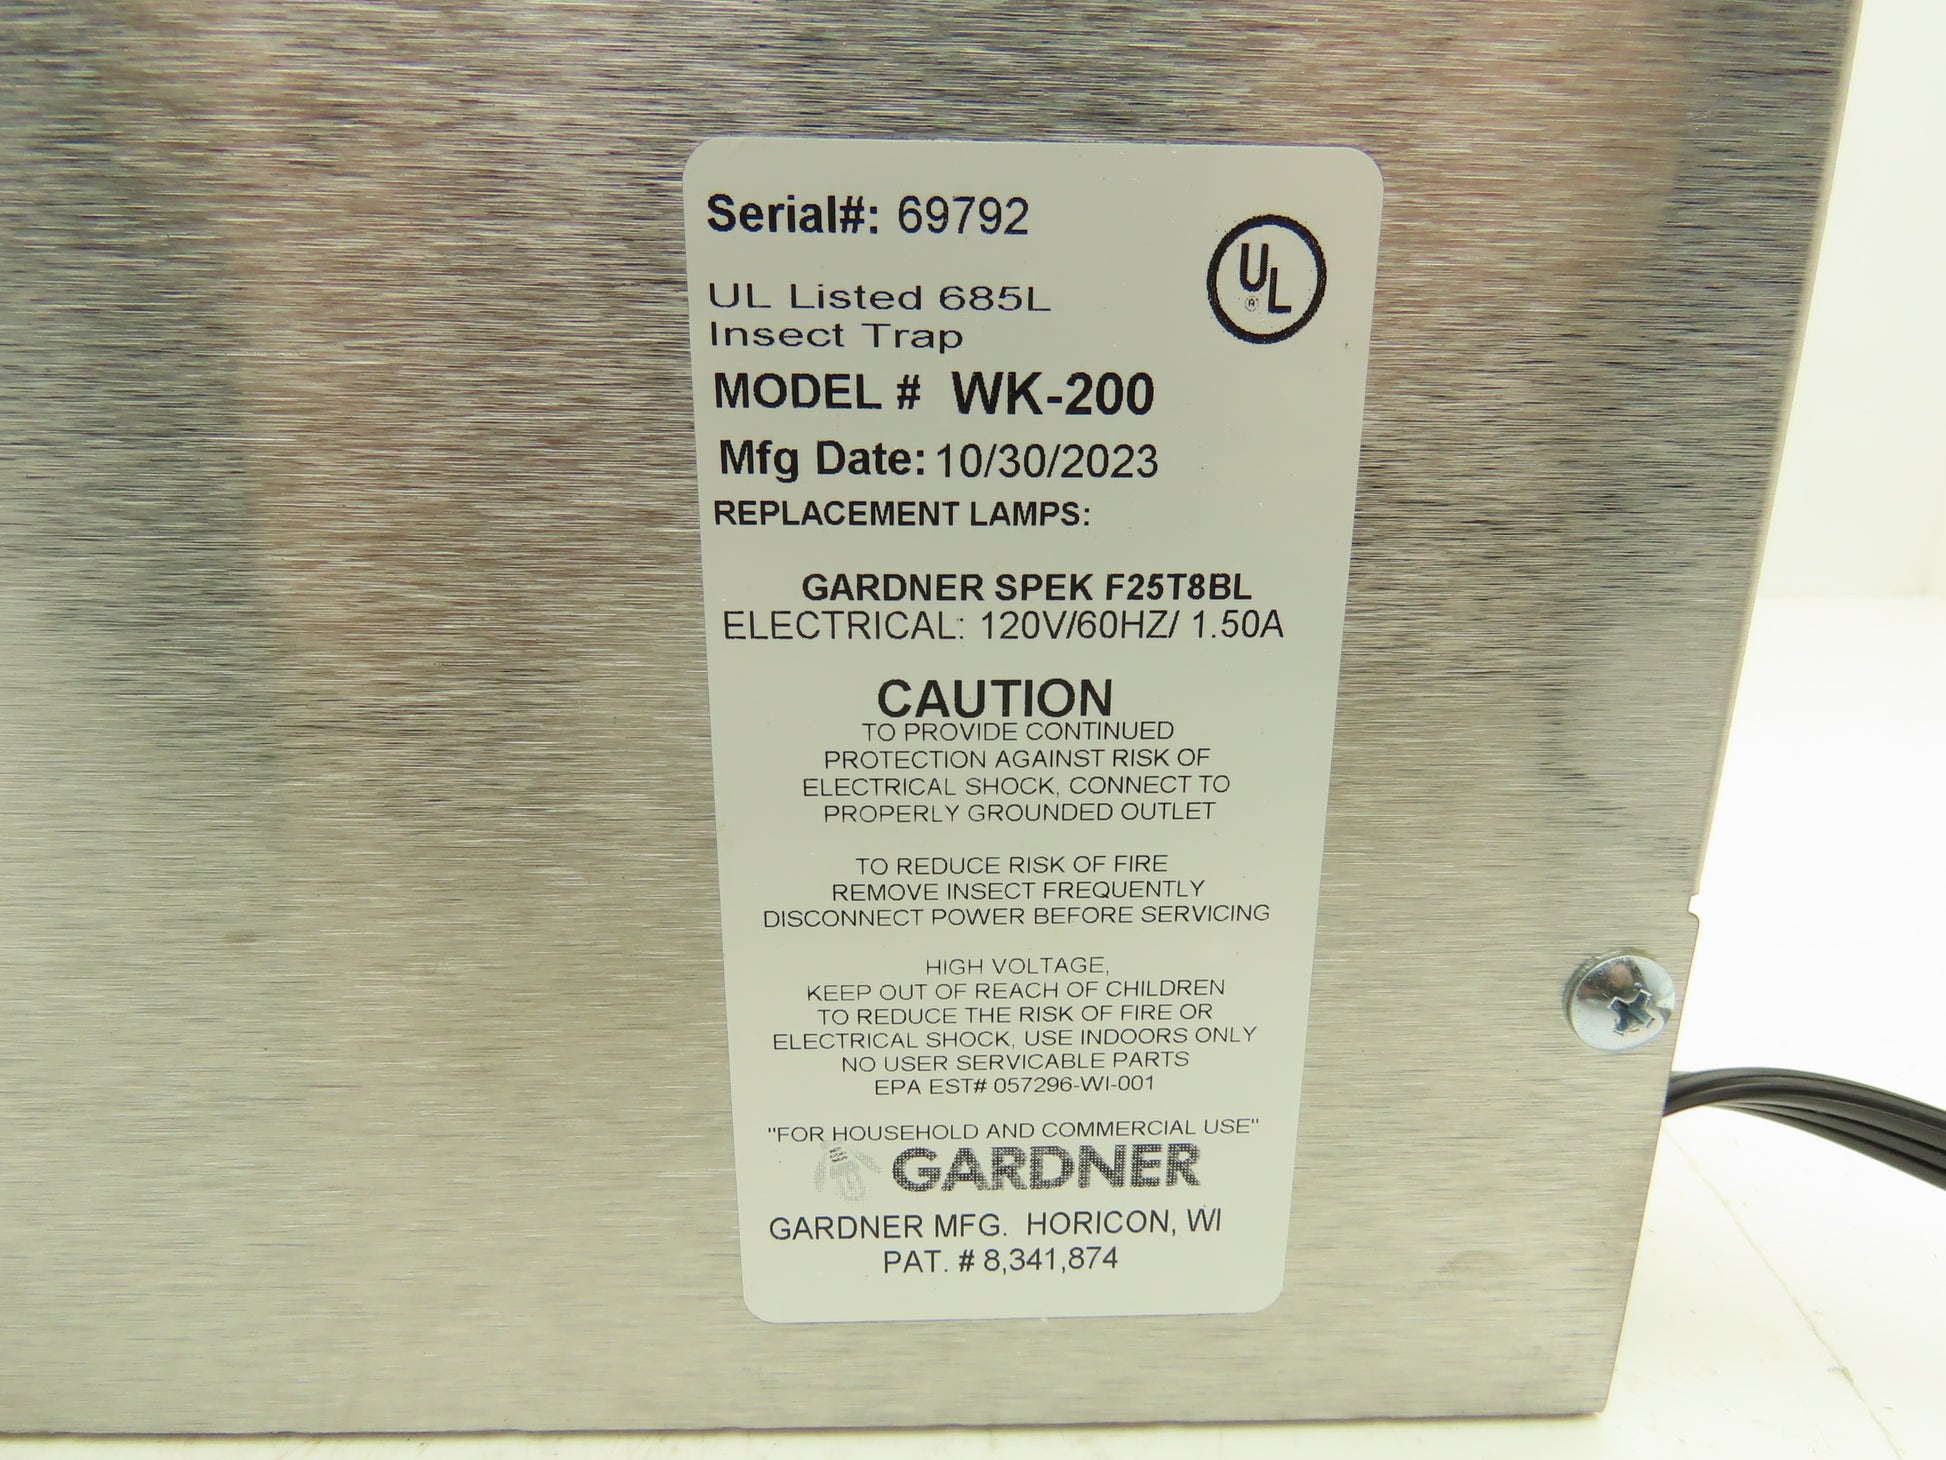 Serial#: 69792
UL Listed 685L
Insect Trap
UL
®
MODEL # WK-200
Mfg Date: 10/30/2023
REPLACEMENT LAMPS:
GARDNER SPEK F25T8BL
ELECTRICAL: 120V/60HZ/ 1.50A
CAUTION
TO PROVIDE CONTINUED
PROTECTION AGAINST RISK OF
ELECTRICAL SHOCK, CONNECT TO
PROPERLY GROUNDED OUTLET
TO REDUCE RISK OF FIRE
REMOVE INSECT FREQUENTLY
DISCONNECT POWER BEFORE SERVICING
HIGH VOLTAGE,
KEEP OUT OF REACH OF CHILDREN
TO REDUCE THE RISK OF FIRE OR
ELECTRICAL SHOCK, USE INDOORS ONLY
NO USER SERVICABLE PARTS
EPA EST# 057296-WI-001
"FOR HOUSEHOLD AND COMMERCIAL USE"
GARDNER
GARDNER MFG. HORICON, WI
PAT. # 8,341,874